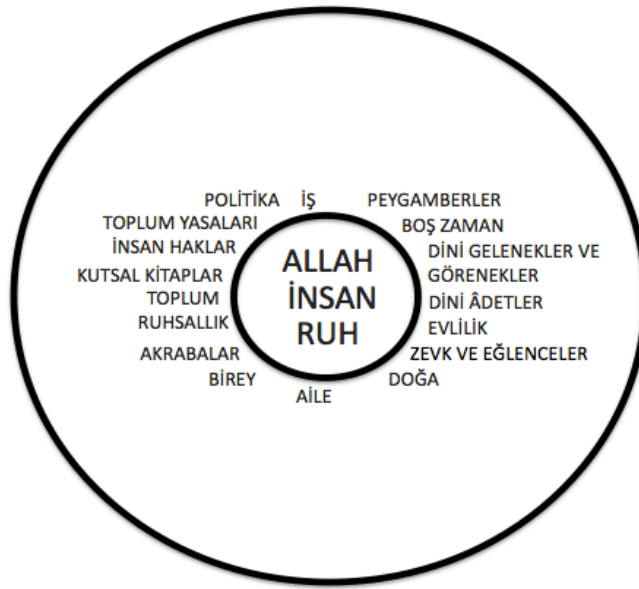 POLİTİKA İŞ PEYGAMBERLER
TOPLUM YASALARI
BOŞ ZAMAN
İNSAN HAKLAR
DİNİ GELENEKLER VE
GÖRENEKLER
KUTSAL KİTAPLAR
TOPLUM
DİNİ ÂDETLER
RUHSALLIK
EVLİLİK
AKRABALAR
ZEVK VE EĞLENCELER
BİREY
AİLE
DOĞA
ALLAH
İNSAN
RUH